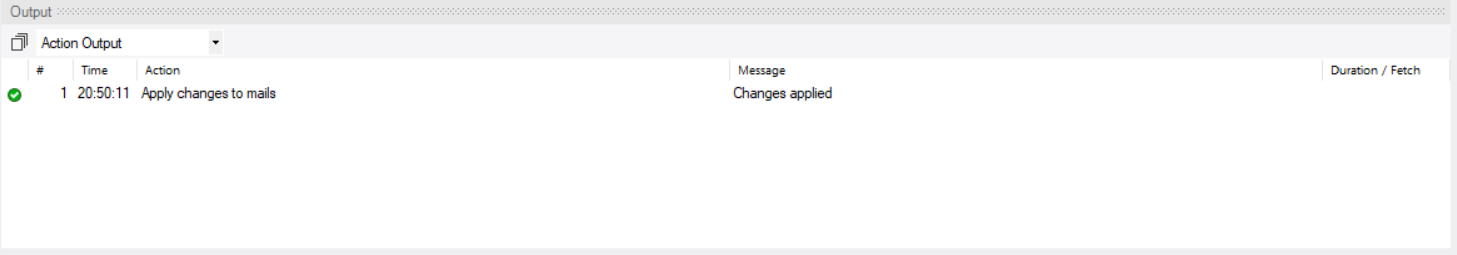 Output
Action Output
# Time Action Message Duration / Fetch
1 20:50:11 Apply changes to mails Changes applied